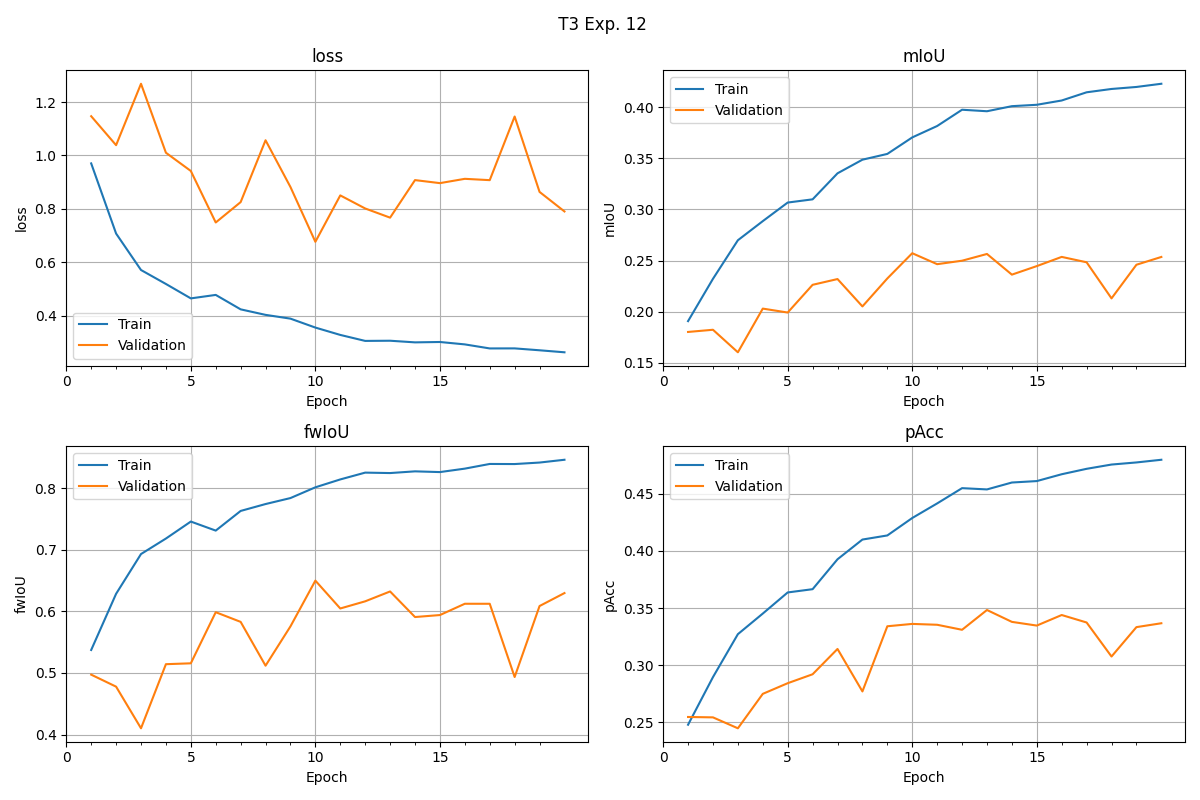 T3 Exp. 12
loss
1.2
1.0
0.8
0.6
0.4
loss
Train
Validation
0 5 10 15
Epoch
mIoU
0.40
0.35
0.30
0.25
0.20
0.15
mIoU
Train
Validation
0 5 10 15
Epoch
fwIoU
0.8
0.7
0.6
0.5
0.4
fwIoU
Train
Validation
0 5 10 15
Epoch
pAcc
0.45
0.40
0.35
0.30
0.25
pAcc
Train
Validation
0 5 10 15
Epoch